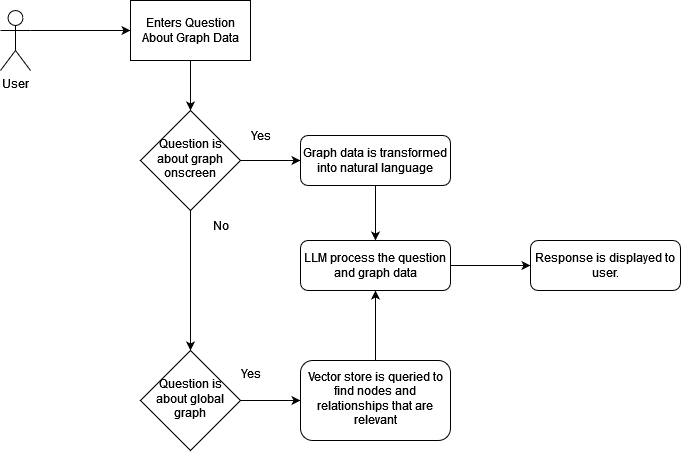 Enters Question
About Graph Data
User
Question is
about graph
onscreen
Yes
Graph data is transformed
into natural language
No
LLM process the question
and graph data
Response is displayed to
user.
Question is
about global
graph
Yes
Vector store is queried to
find nodes and
relationships that are
relevant